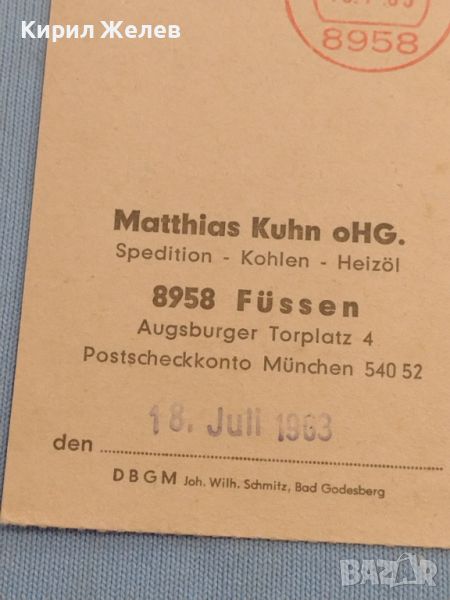 Кирил Желев
8958
Matthias Kuhn oHG.
Spedition - Kohlen - Heizöl
8958 Füssen
Augsburger Torplatz 4
Postscheckkonto München 540 52
18. Juli 1963
den
DBGM Joh. Wilh. Schmitz, Bad Godesberg
BAZAR